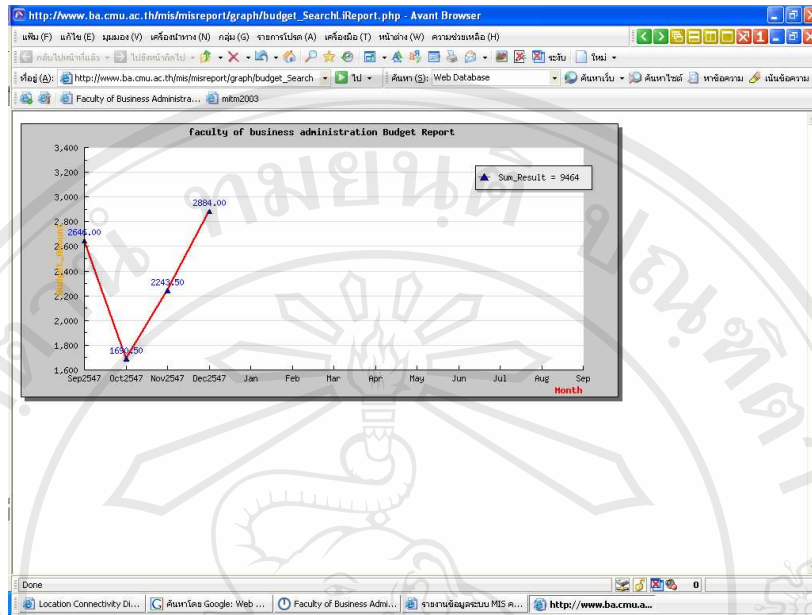 http://www.ba.cmu.ac.th/mis/misreport/graph/budget_SearchLiReport.php - Avant Browser
แฟ้ม (F) แก้ไข (E) มุมมอง (V) เครื่องนำทาง (N) กลุ่ม (G) รายการโปรด (A) เครื่องมือ (T) หน้าต่าง (W) ความช่วยเหลือ (H)
กลับไปหน้าที่แล้ว ไปยังหน้าถัดไป ระงับ ใหม่
ที่อยู่ (A): http://www.ba.cmu.ac.th/mis/misreport/graph/budget_Search ไป ค้นหา (S): Web Database ค้นหาเว็บ ค้นหาไซต์ หาข้อความ เน้นข้อความ
Faculty of Business Administra... mitm2003
faculty of business administration Budget Report
3,400
3,200
3,000
2,800
2,600
2,400
2,200
2,000
1,800
1,600
Sum_Result = 9464
2646.00
1690.50
2243.50
2884.00
Sep2547 Oct2547 Nov2547 Dec2547 Jan Feb Mar Apr May Jun Jul Aug Sep
Month
Done 0
Location Connectivity Di... ค้นหาโดย Google: Web ... Faculty of Business Admi... รายงานข้อมูลระบบ MIS ค... http://www.ba.cmu.a...